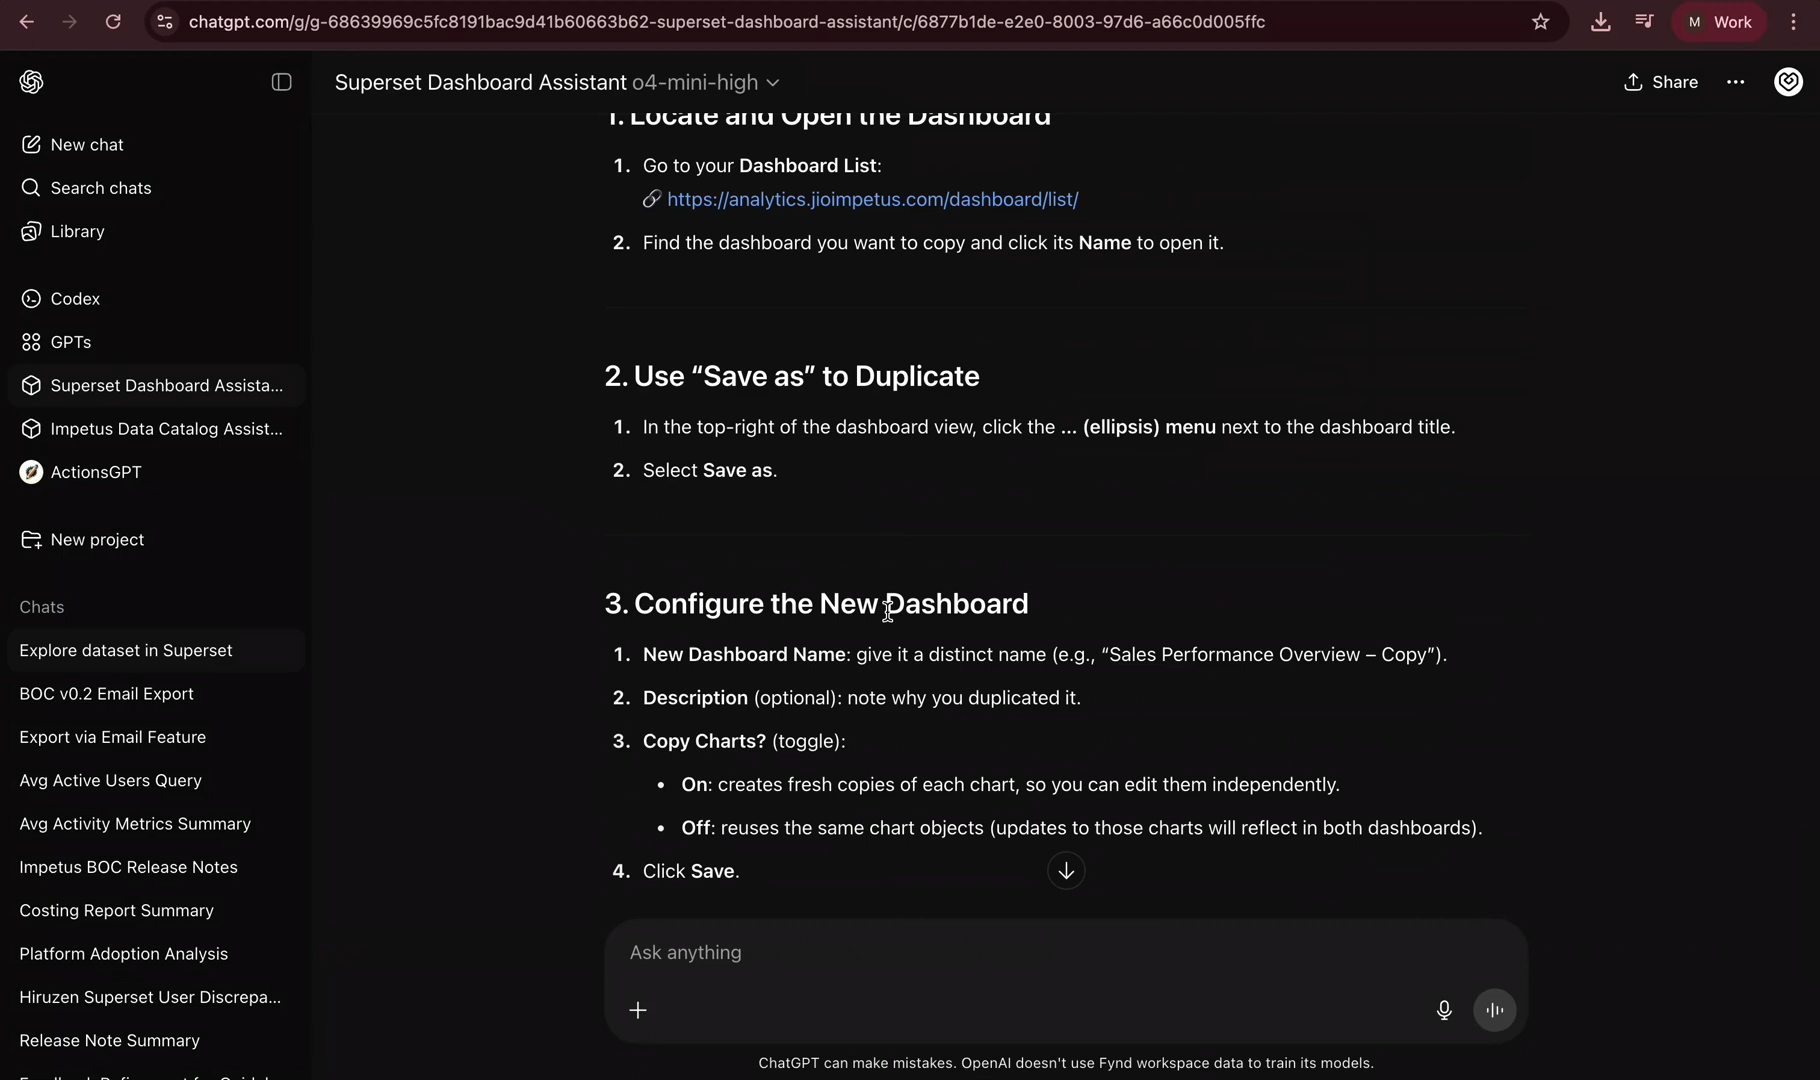 chatgpt.com/g/g-68639969c5fc8191bac9d41b60663b62-superset-dashboard-assistant/c/6877b1de-e2e0-8003-97d6-a66c0d005ffc
M Work
Superset Dashboard Assistant o4-mini-high
Share
New chat
Search chats
Library
Codex
GPTs
Superset Dashboard Assista...
Impetus Data Catalog Assist...
ActionsGPT
New project
Chats
Explore dataset in Superset
BOC v0.2 Email Export
Export via Email Feature
Avg Active Users Query
Avg Activity Metrics Summary
Impetus BOC Release Notes
Costing Report Summary
Platform Adoption Analysis
Hiruzen Superset User Discrepa...
Release Note Summary
1. Locate and Open the Dashboard
1. Go to your Dashboard List:
🔗 https://analytics.jioimpetus.com/dashboard/list/
2. Find the dashboard you want to copy and click its Name to open it.
2. Use “Save as” to Duplicate
1. In the top-right of the dashboard view, click the ... (ellipsis) menu next to the dashboard title.
2. Select Save as.
3. Configure the New Dashboard
1. New Dashboard Name: give it a distinct name (e.g., “Sales Performance Overview – Copy”).
2. Description (optional): note why you duplicated it.
3. Copy Charts? (toggle):
• On: creates fresh copies of each chart, so you can edit them independently.
• Off: reuses the same chart objects (updates to those charts will reflect in both dashboards).
4. Click Save.
Ask anything
ChatGPT can make mistakes. OpenAI doesn't use Fynd workspace data to train its models.